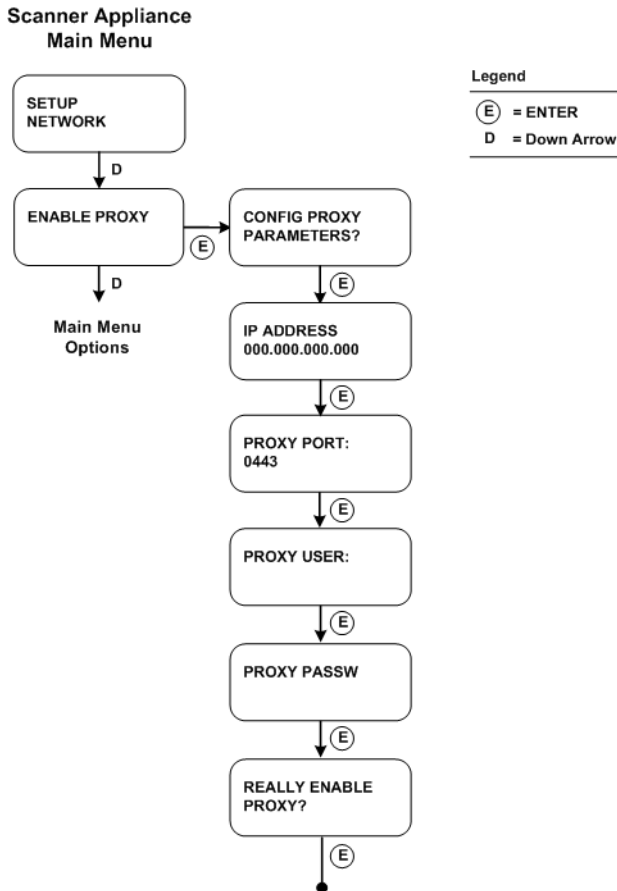 Scanner Appliance
Main Menu
Legend
E = ENTER
D = Down Arrow
SETUP
NETWORK
D
ENABLE PROXY
E
CONFIG PROXY
PARAMETERS?
D
Main Menu
Options
E
IP ADDRESS
000.000.000.000
E
PROXY PORT:
0443
E
PROXY USER:
E
PROXY PASSW
E
REALLY ENABLE
PROXY?
E